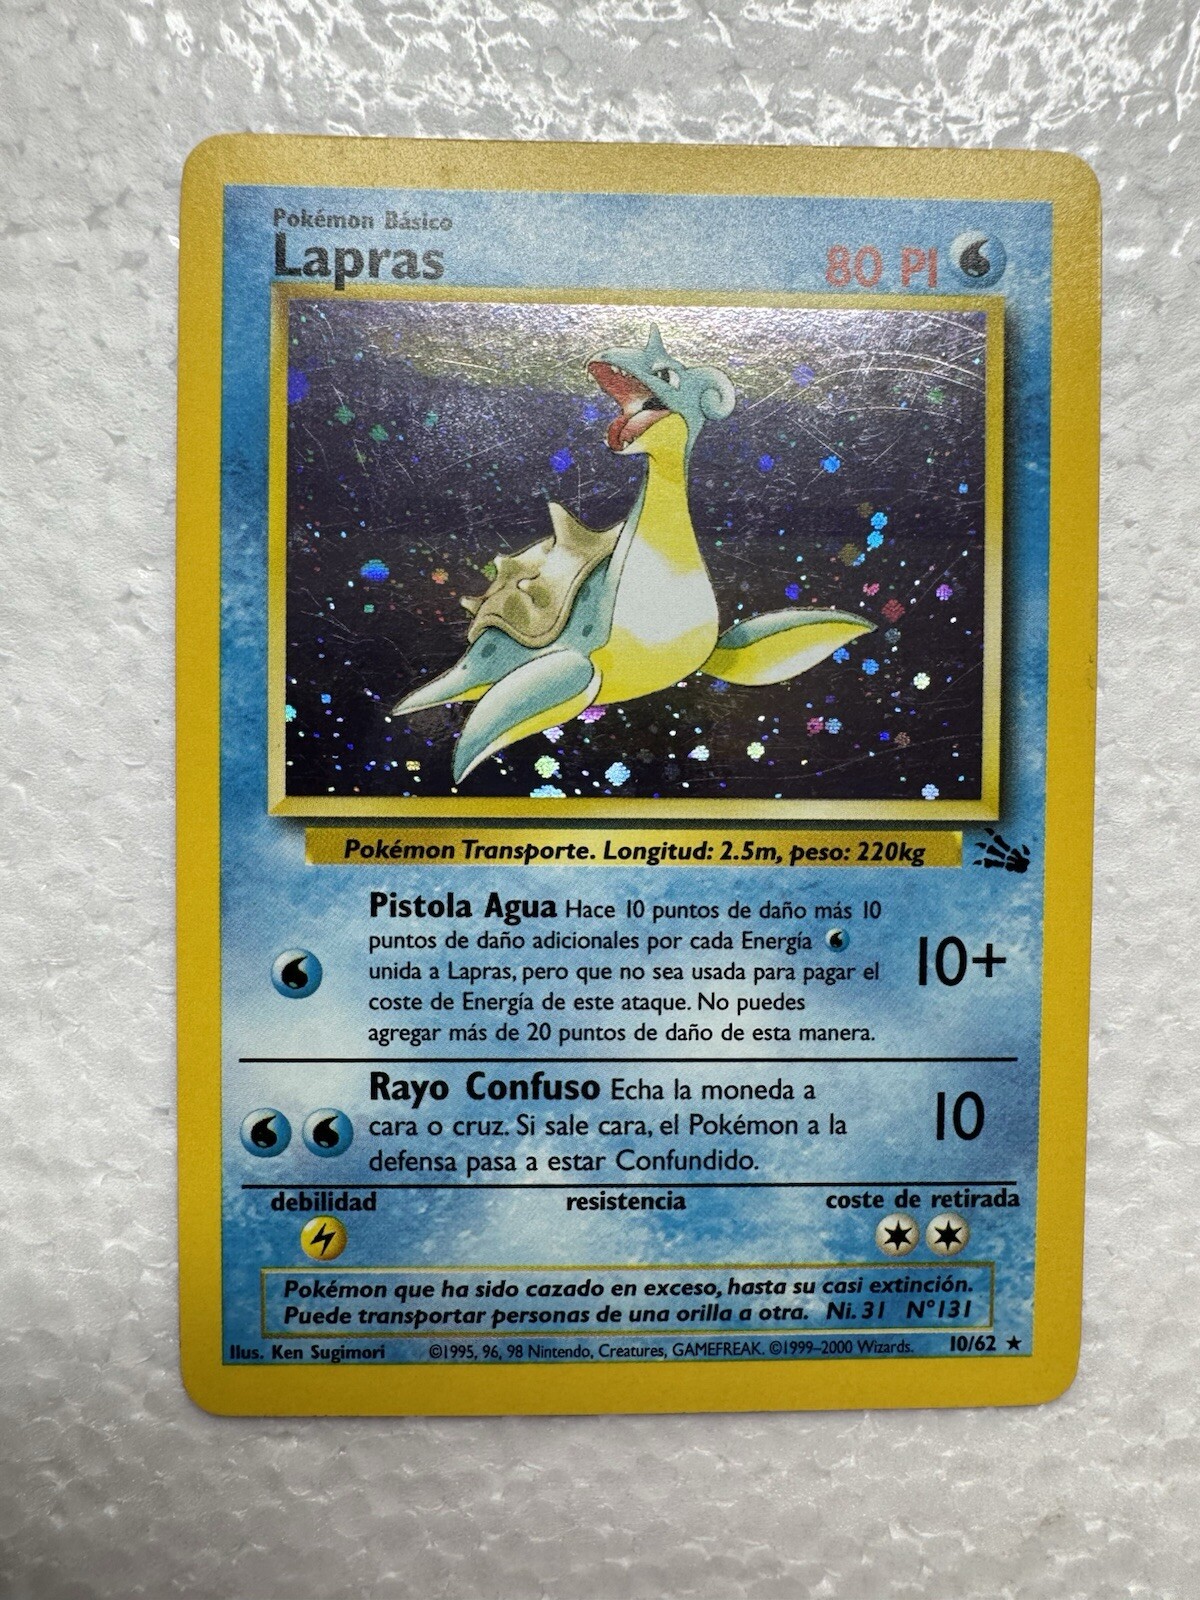 Pokémon Básico
Lapras 80 PI
Pokémon Transporte. Longitud: 2.5m, peso: 220kg
Pistola Agua Hace 10 puntos de daño más 10
puntos de daño adicionales por cada Energía
unida a Lapras, pero que no sea usada para pagar el
coste de Energía de este ataque. No puedes
agregar más de 20 puntos de daño de esta manera.
10+
Rayo Confuso Echa la moneda a
cara o cruz. Si sale cara, el Pokémon a la
defensa pasa a estar Confundido.
10
debilidad resistencia coste de retirada
Pokémon que ha sido cazado en exceso, hasta su casi extinción.
Puede transportar personas de una orilla a otra. Ni. 31 N°131
Ilus. Ken Sugimori ©1995, 96, 98 Nintendo, Creatures, GAMEFREAK. ©1999–2000 Wizards. 10/62 ★